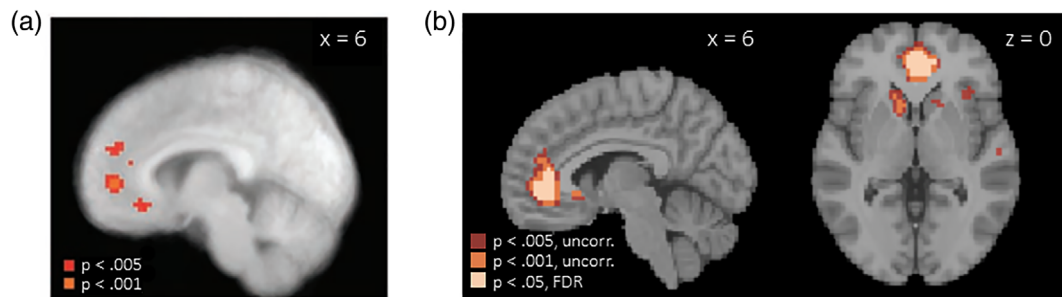 (a)
x = 6
p < .005
p < .001
(b)
x = 6
z = 0
p < .005, uncorr.
p < .001, uncorr.
p < .05, FDR